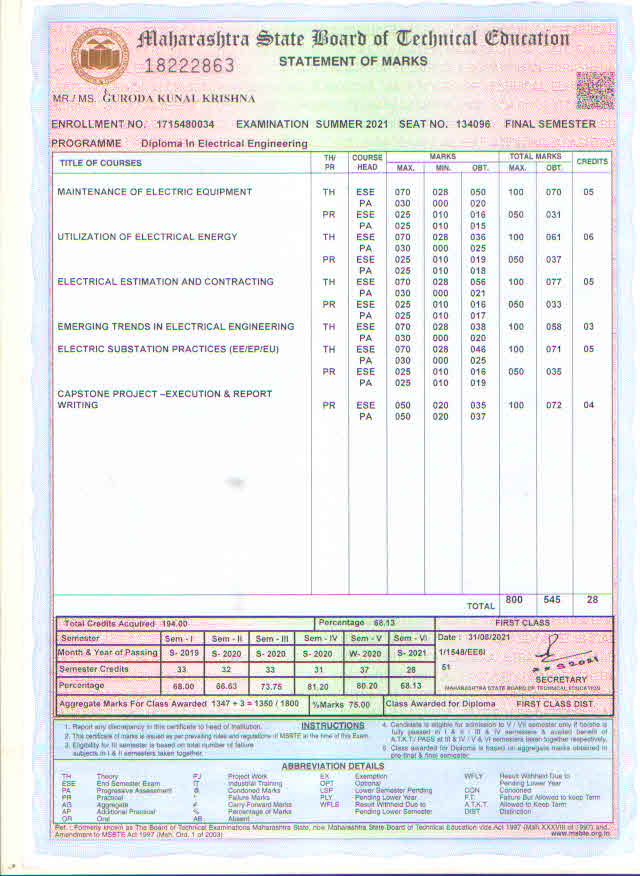 Maharashtra State Board of Technical Education
18222863
STATEMENT OF MARKS
MR./MS. GURODA KUNAL KRISHNA
ENROLLMENT NO. 1715480034 EXAMINATION SUMMER 2021 SEAT NO. 134096 FINAL SEMESTER
PROGRAMME Diploma In Electrical Engineering
TITLE OF COURSES TH/ PR COURSE HEAD MARKS MAX. MIN. OBT. TOTAL MARKS MAX. OBT. CREDITS
MAINTENANCE OF ELECTRIC EQUIPMENT TH ESE 070 028 050 100 070 05
PA 030 000 020
PR ESE 025 010 016 050 031
PA 025 010 015
UTILIZATION OF ELECTRICAL ENERGY TH ESE 070 028 036 100 061 06
PA 030 000 025
PR ESE 025 010 019 050 037
PA 025 010 018
ELECTRICAL ESTIMATION AND CONTRACTING TH ESE 070 028 056 100 077 05
PA 030 000 021
PR ESE 025 010 016 050 033
PA 025 010 017
EMERGING TRENDS IN ELECTRICAL ENGINEERING TH ESE 070 028 038 100 058 03
PA 030 000 020
ELECTRIC SUBSTATION PRACTICES (EE/EP/EU) TH ESE 070 028 046 100 071 05
PA 030 000 025
PR ESE 025 010 016 050 035
PA 025 010 019
CAPSTONE PROJECT –EXECUTION & REPORT
WRITING PR ESE 050 020 035 100 072 04
PA 050 020 037
TOTAL 800 545 28
Total Credits Acquired 194.00 Percentage 68.13 FIRST CLASS
Semester Sem - I Sem - II Sem - III Sem - IV Sem - V Sem - VI Date : 31/08/2021
Month & Year of Passing S- 2019 S- 2020 S- 2020 S- 2020 W- 2020 S- 2021 1/1548/EE6I
Semester Credits 33 32 33 31 37 28 51
Percentage 68.00 66.63 73.75 81.20 80.20 68.13
SECRETARY
MAHARASHTRA STATE BOARD OF TECHNICAL EDUCATION
Aggregate Marks For Class Awarded 1347 + 3 = 1350 / 1800 %Marks 75.00 Class Awarded for Diploma FIRST CLASS DIST.
INSTRUCTIONS
1. Report any discrepancy in this certificate to head of Institution.
2. This certificate of marks is issued as per prevailing rules and regulations of MSBTE at the time of this Exam.
3. Eligibility for III semester is based on total number of failure
subjects in I & II semesters taken together.
4. Candidate is eligible for admission to V / VII semester only if he/she is
fully passed in I & II / III & IV semesters & availed benefit of
A.T.K.T./ PASS at III & IV / V & VI semesters taken together respectively.
5. Class awarded for Diploma is based on aggregate marks obtained in
pre-final & final semester.
ABBREVIATION DETAILS
TH Theory PJ Project Work EX Exemption WFLY Result Withheld Due to
Pending Lower Year
ESE End Semester Exam IT Industrial Training OPT Optional
PA Progressive Assessment @ Condoned Marks LSP Lower Semester Pending CON Condoned
PR Practical * Failure Marks PLY Pending Lower Year F.T. Failure But Allowed to keep Term
AG Aggregate Carry Forward Marks WFLS Result Withheld Due to A.T.K.T. Allowed to Keep Term
AP Additional Practical % Percentage of Marks Pending Lower Semester DIST Distinction
OR Oral AB Absent
Ref. : Formerly known as The Board of Technical Examinations Maharashtra State, now Maharashtra State Board of Technical Education vide Act 1997 (Mah.XXXVIII of 1997) and.
Amendment to MSBTE Act 1997 (Mah. Ord. 1 of 2003) www.msbte.org.in